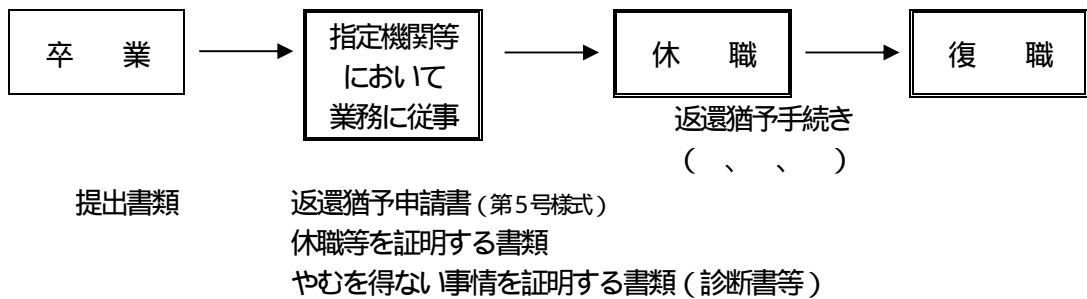 卒　業
指定機関等
において
業務に従事
休　職
復　職
返還猶予手続き
(　、　、　)
提出書類
返還猶予申請書(第5号様式)
休職等を証明する書類
やむを得ない事情を証明する書類(診断書等)